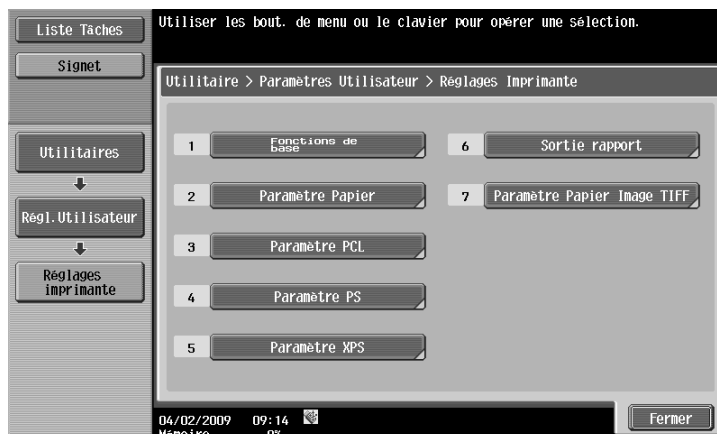 Liste Tâches
Utiliser les bout. de menu ou le clavier pour opérer une sélection.
Signet
Utilitaire > Paramètres Utilisateur > Réglages Imprimante
Utilitaires
Régl.Utilisateur
Réglages
imprimante
1 Fonctions de
base
2 Paramètre Papier
3 Paramètre PCL
4 Paramètre PS
5 Paramètre XPS
6 Sortie rapport
7 Paramètre Papier Image TIFF
04/02/2009 09:14
Mémoire 0%
Fermer